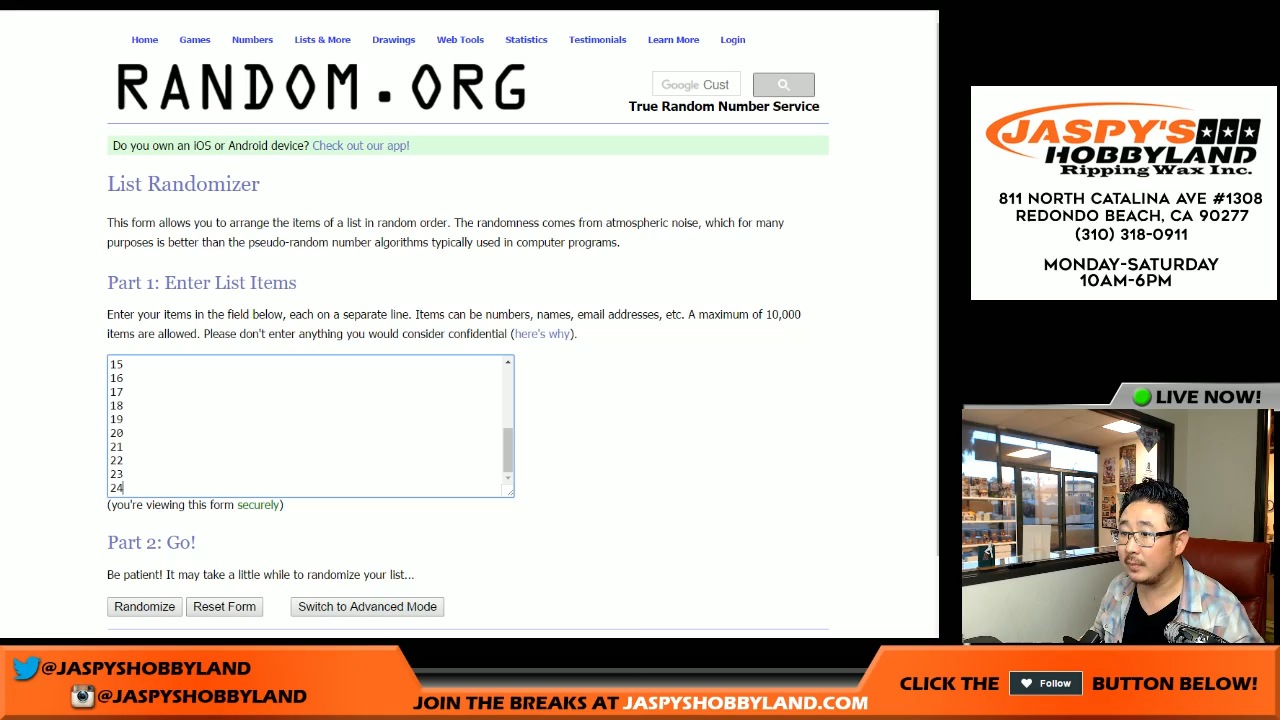 Home Games Numbers Lists & More Drawings Web Tools Statistics Testimonials Learn More Login
RANDOM.ORG
Google Cust
True Random Number Service
Do you own an iOS or Android device? Check out our app!
List Randomizer
This form allows you to arrange the items of a list in random order. The randomness comes from atmospheric noise, which for many
purposes is better than the pseudo-random number algorithms typically used in computer programs.
Part 1: Enter List Items
Enter your items in the field below, each on a separate line. Items can be numbers, names, email addresses, etc. A maximum of 10,000
items are allowed. Please don't enter anything you would consider confidential (here's why).
15
16
17
18
19
20
21
22
23
24
(you're viewing this form securely)
Part 2: Go!
Be patient! It may take a little while to randomize your list...
Randomize Reset Form Switch to Advanced Mode
JASPY'S
HOBBYLAND
Ripping Wax Inc.
811 NORTH CATALINA AVE #1308
REDONDO BEACH, CA 90277
(310) 318-0911
MONDAY-SATURDAY
10AM-6PM
LIVE NOW!
@JASPYSHOBBYLAND
@JASPYSHOBBYLAND
JOIN THE BREAKS AT JASPYSHOBBYLAND.COM
CLICK THE Follow BUTTON BELOW!